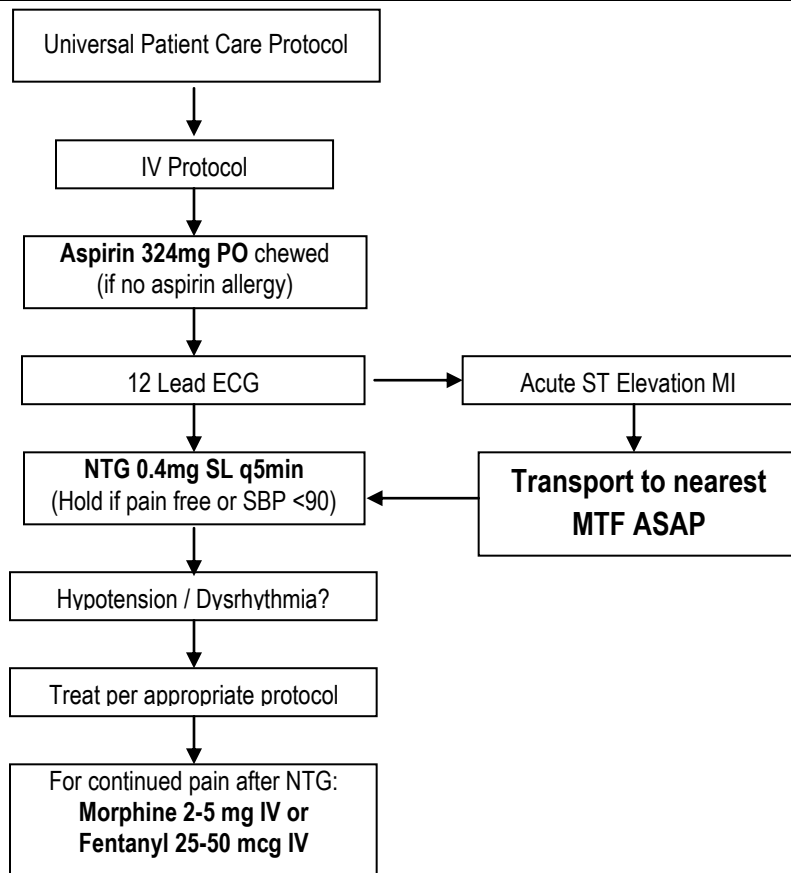 Universal Patient Care Protocol
IV Protocol
Aspirin 324mg PO chewed
(if no aspirin allergy)
12 Lead ECG
Acute ST Elevation MI
NTG 0.4mg SL q5min
(Hold if pain free or SBP <90)
Transport to nearest
MTF ASAP
Hypotension / Dysrhythmia?
Treat per appropriate protocol
For continued pain after NTG:
Morphine 2-5 mg IV or
Fentanyl 25-50 mcg IV